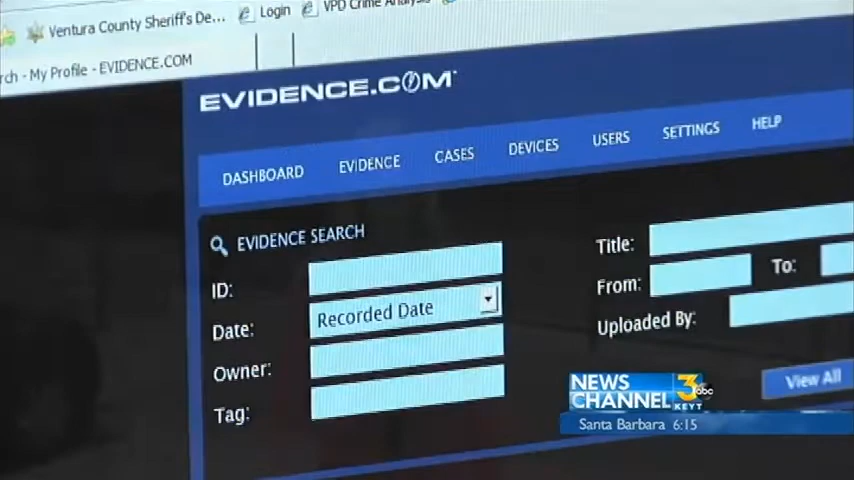 Ventura County Sheriff's De...
Login
VPD Crime Analysis
rch - My Profile - EVIDENCE.COM
EVIDENCE.COM
DASHBOARD
EVIDENCE
CASES
DEVICES
USERS
SETTINGS
HELP
EVIDENCE SEARCH
ID:
Date:
Recorded Date
Owner:
Tag:
Title:
From:
To:
Uploaded By:
View All
NEWS
CHANNEL
3
abc
KEYT
Santa Barbara 6:15